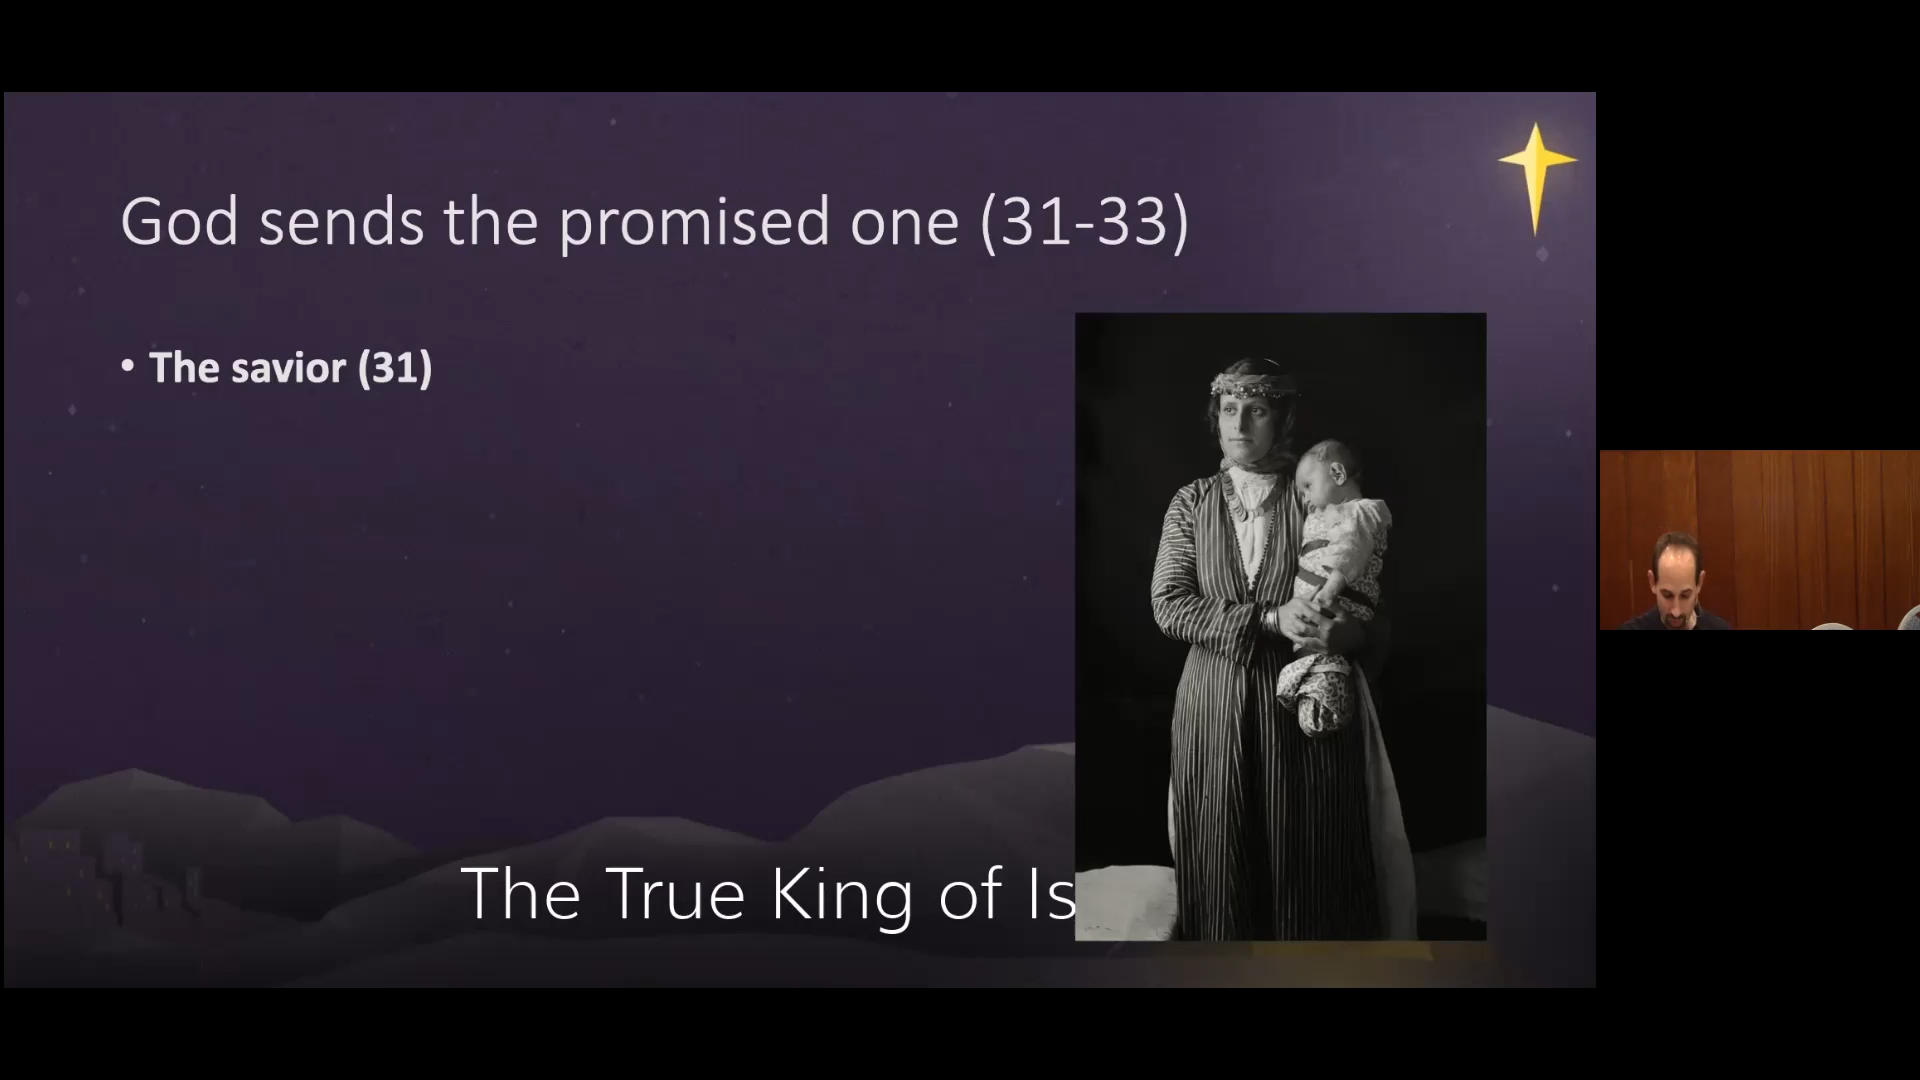 God sends the promised one (31-33)
• The savior (31)
The True King of Is